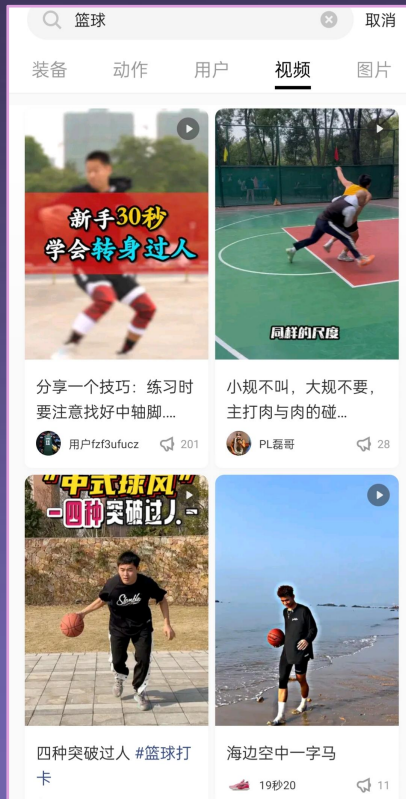 篮球
取消
装备
动作
用户
视频
图片
新手30秒
学会转身过人
同样的尺度
分享一个技巧：练习时
要注意找好中轴脚....
用户fzf3ufucz
201
小规不叫，大规不要，
主打肉与肉的碰...
PL磊哥
28
"中式球风"
四种突破过人
四种突破过人 #篮球打
卡
海边空中一字马
19秒20
11